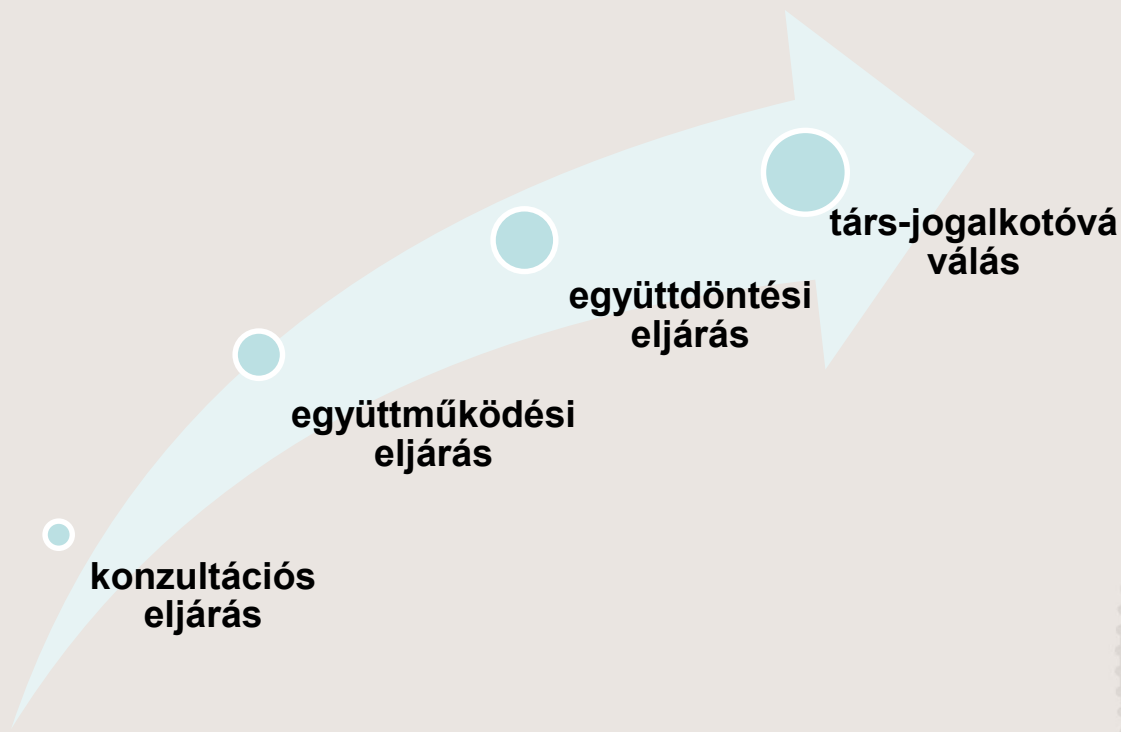 társ-jogalkotóvá
válás
együttdöntési
eljárás
együttműködési
eljárás
konzultációs
eljárás